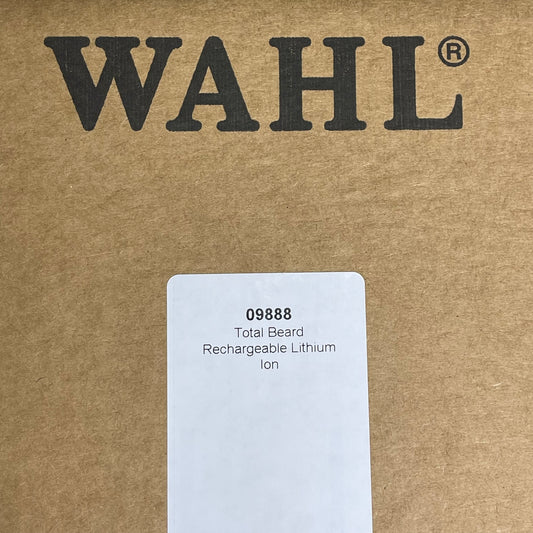 WAHL®
09888
Total Beard
Rechargeable Lithium
Ion